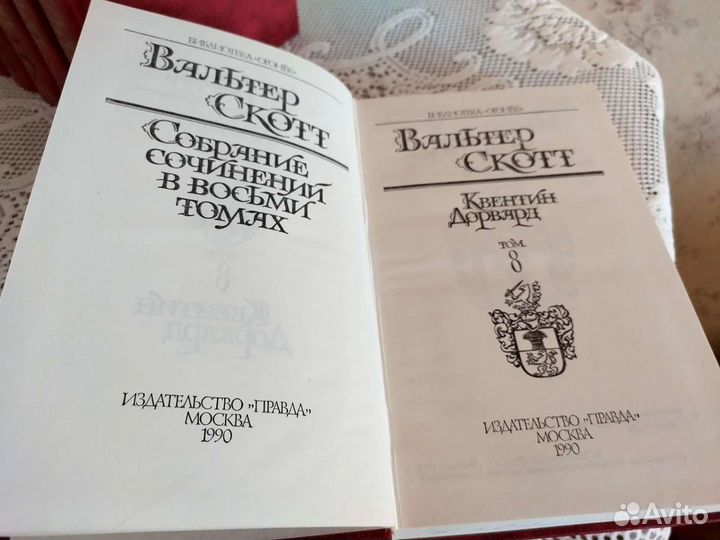 БИБЛИОТЕКА «ОГОНЁК»
ВАЛЬТЕР
СКОТТ
СОБРАНИЕ
СОЧИНЕНИЙ
В ВОСЬМИ
ТОМАХ
ИЗДАТЕЛЬСТВО „ПРАВДА“
МОСКВА
1990
БИБЛИОТЕКА «ОГОНЁК»
ВАЛЬТЕР
СКОТТ
КВЕНТИН
ДОРВАРД
ТОМ
8
ИЗДАТЕЛЬСТВО „ПРАВДА“
МОСКВА
1990
Avito